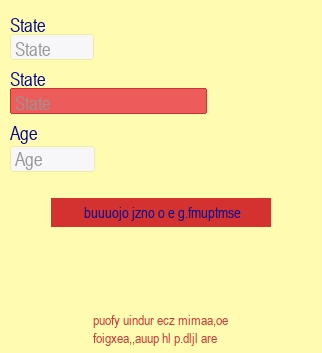 State
State
State
State
Age
Age
buuuojo jzno o e g.fmuptmse
puofy uindur ecz mimaa,oe
foigxea,,auup hl p.dljl are